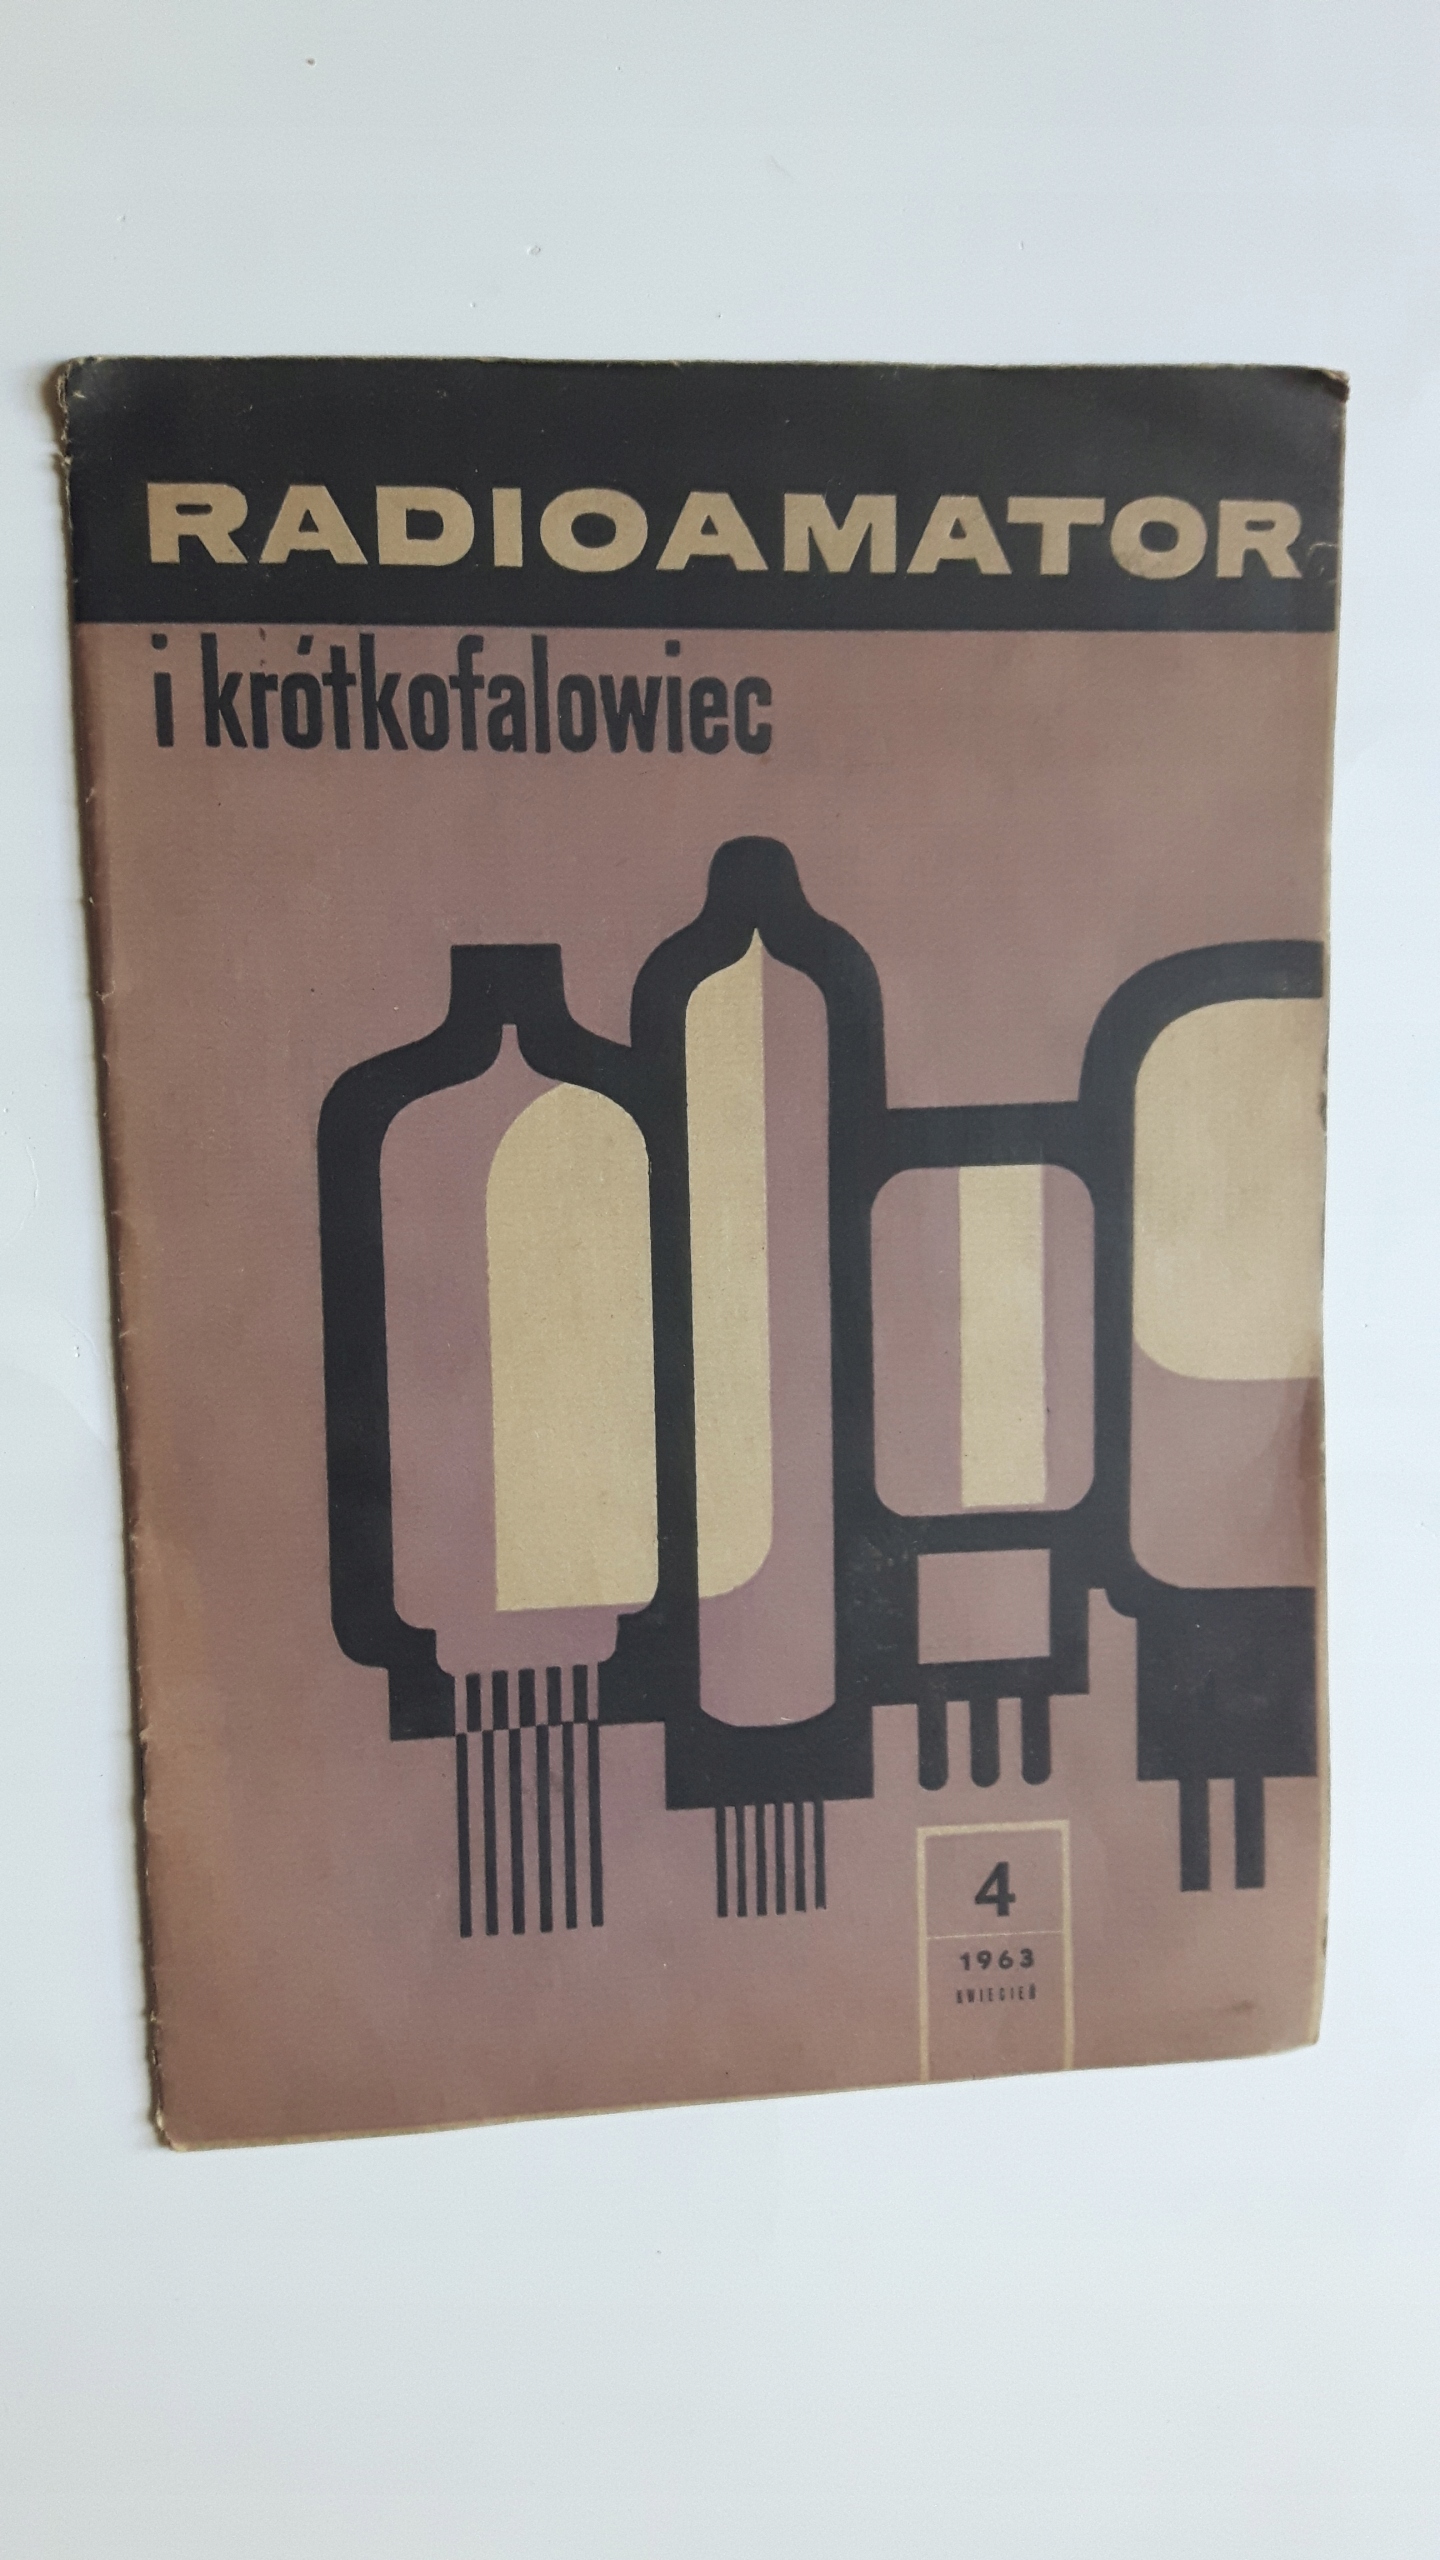 RADIOAMATOR
i krótkofalowiec
4
1963
KWIECIEŃ